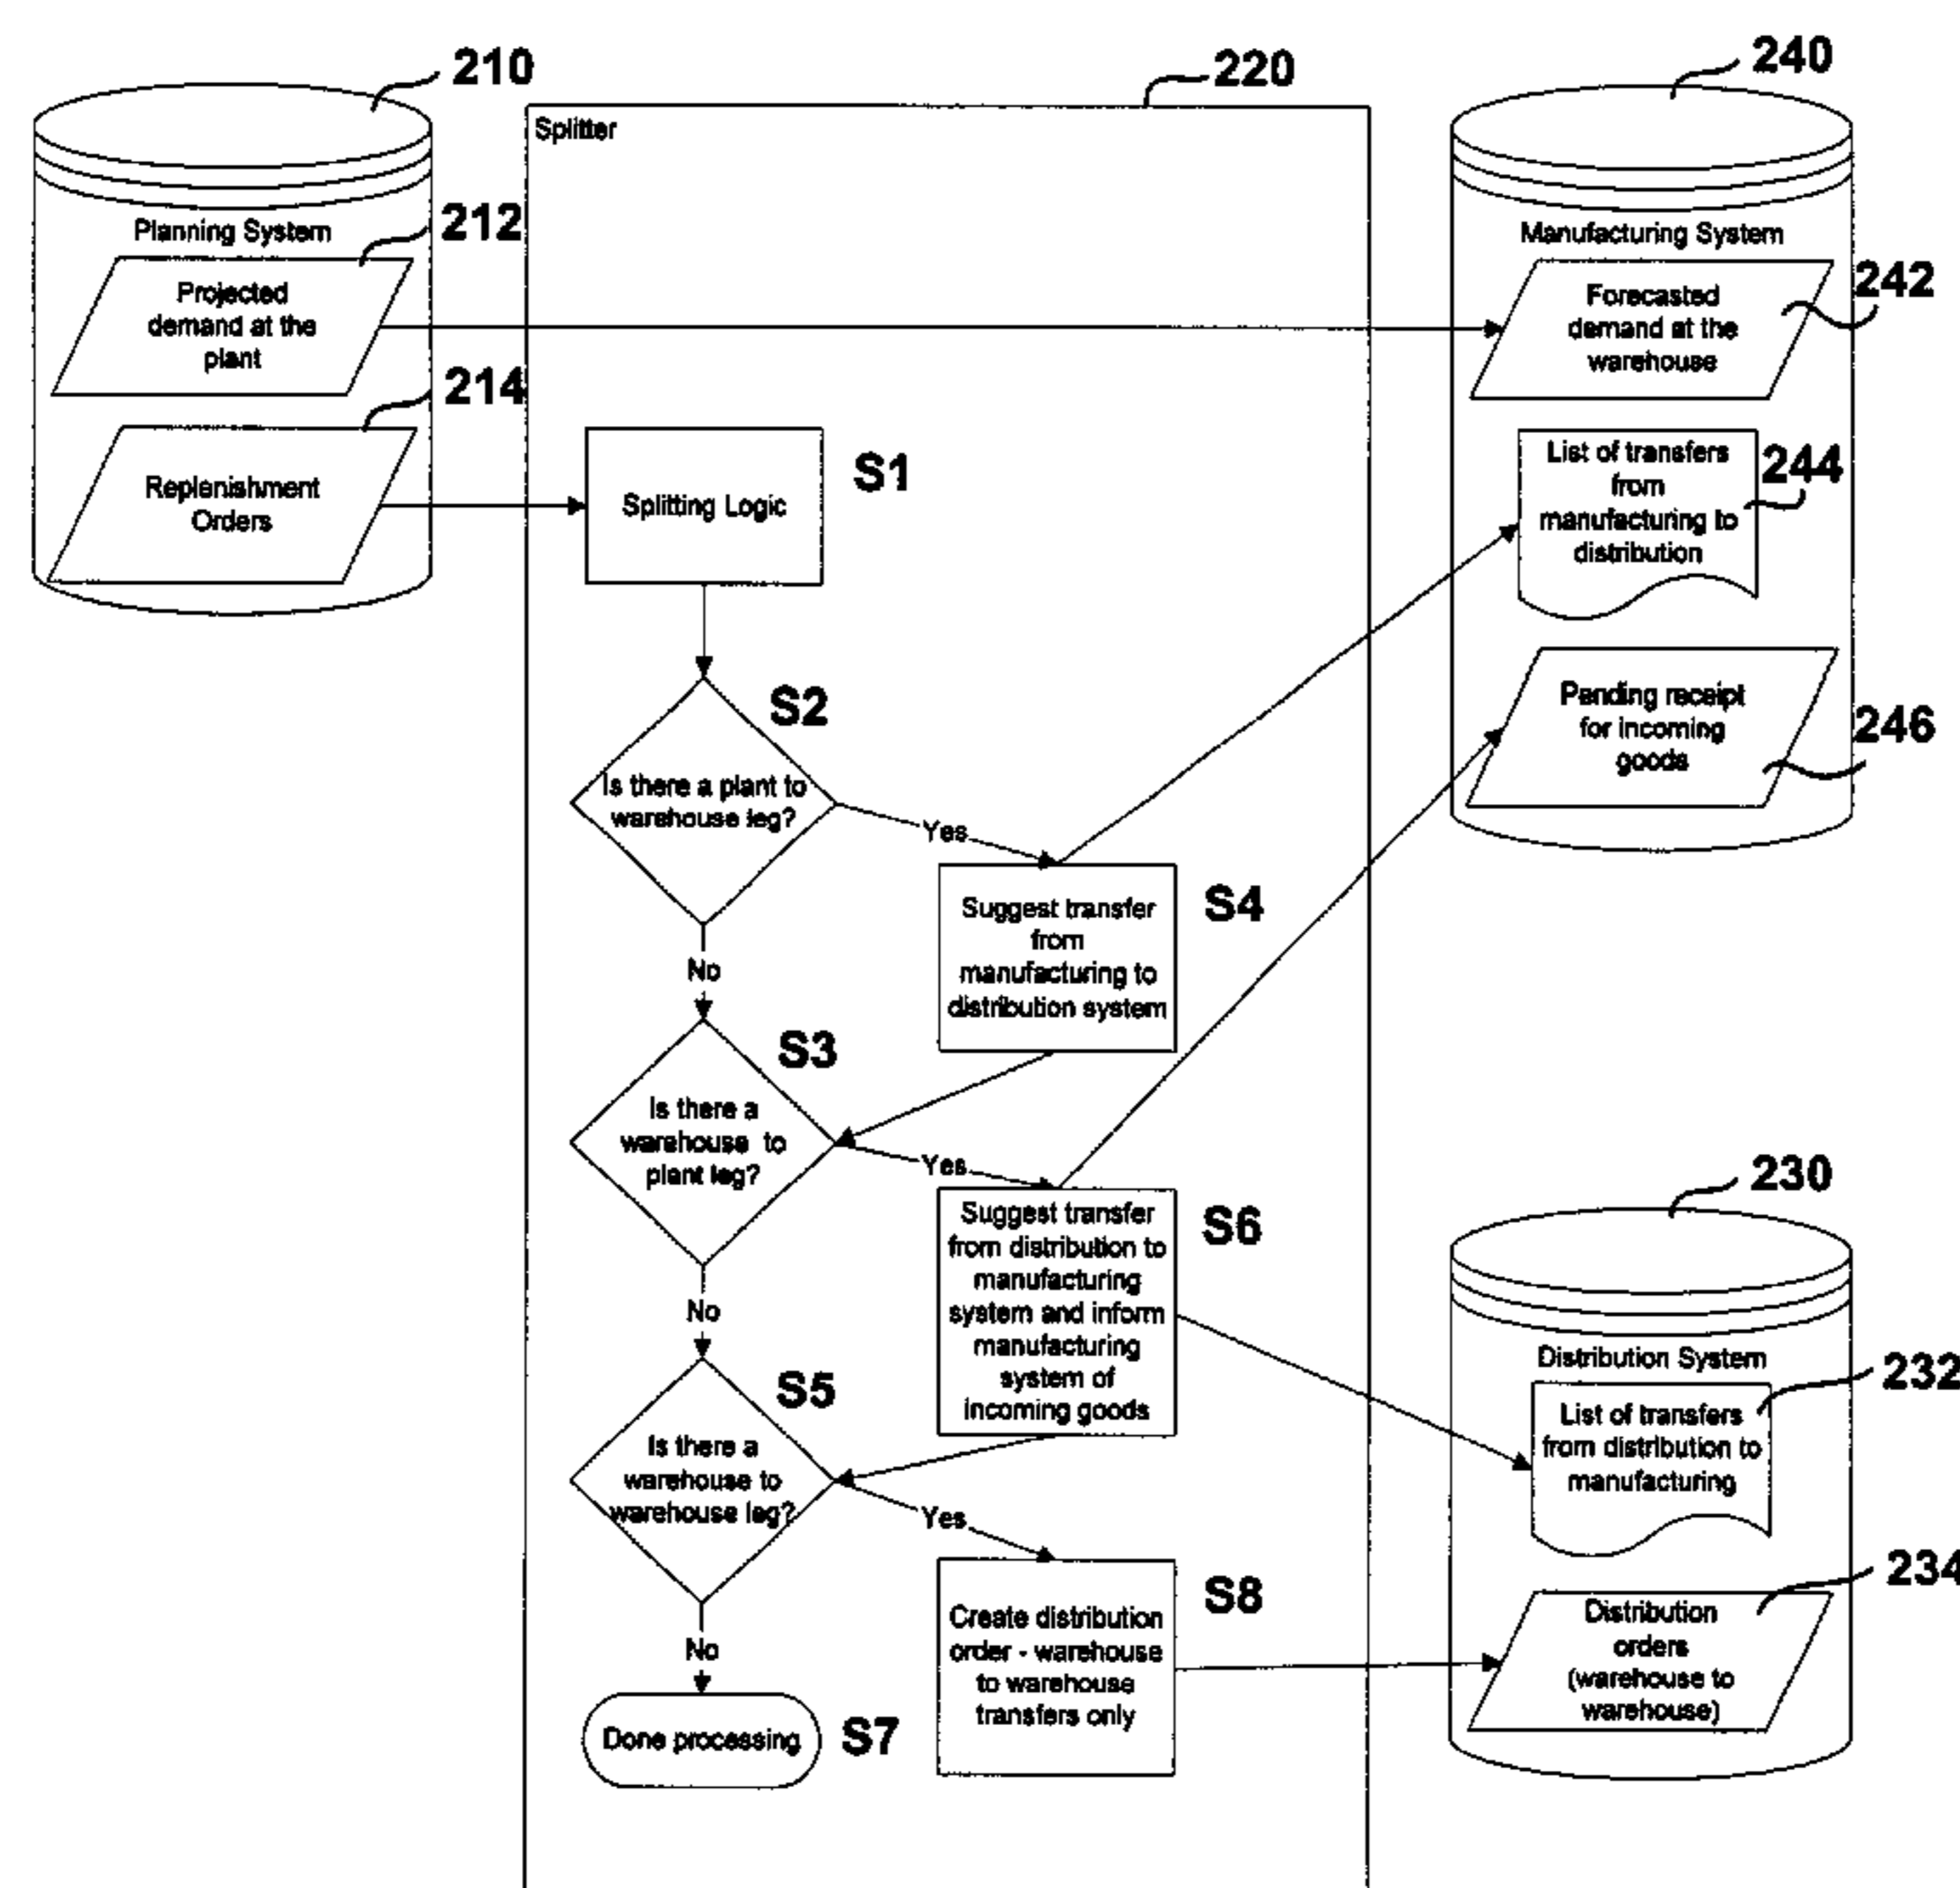 210
220
240
Splitter
Planning System
212
Projected
demand at the
plant
214
Replenishment
Orders
Splitting Logic
S1
Manufacturing System
242
Forecasted
demand at the
warehouse
List of transfers
from
manufacturing to
distribution
244
Pending receipt
for incoming
goods
246
S2
Is there a plant to
warehouse leg?
Yes
No
Suggest transfer
from
manufacturing to
distribution system
S4
S3
Is there a
warehouse to
plant leg?
Yes
No
Suggest transfer
from distribution to
manufacturing
system and inform
manufacturing
system of
incoming goods
S6
230
Distribution System
232
List of transfers
from distribution to
manufacturing
234
Distribution
orders
(warehouse to
warehouse)
S5
Is there a
warehouse to
warehouse leg?
Yes
No
Create distribution
order - warehouse
to warehouse
transfers only
S8
Done processing
S7